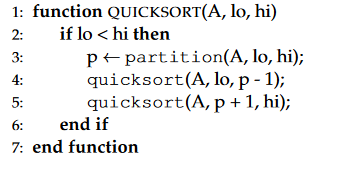 1: function QUICKSORT(A, lo, hi)
2: if lo < hi then
3: p ← partition(A, lo, hi);
4: quicksort(A, lo, p - 1);
5: quicksort(A, p + 1, hi);
6: end if
7: end function